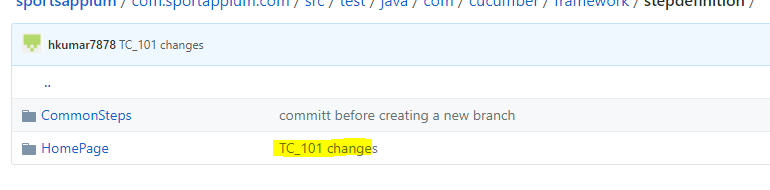 sportsappium / com.sportappium.com / src / test / java / com / cucumber / framework / stepdefinition /
hkumar7878 TC_101 changes
..
CommonSteps committ before creating a new branch
HomePage TC_101 changes